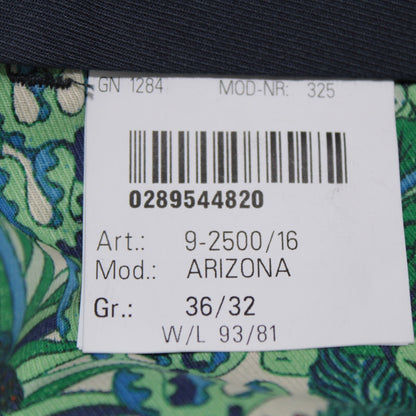 GN 1284 MOD-NR: 325
0289544820
Art.: 9-2500/16
Mod.: ARIZONA
Gr.: 36/32
W/L 93/81